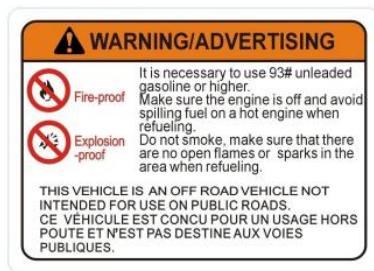 WARNING/ADVERTISING
Fire-proof
It is necessary to use 93# unleaded
gasoline or higher.
Make sure the engine is off and avoid
spilling fuel on a hot engine when
refueling.
Explosion
-proof
Do not smoke, make sure that there
are no open flames or sparks in the
area when refueling.
THIS VEHICLE IS AN OFF ROAD VEHICLE NOT
INTENDED FOR USE ON PUBLIC ROADS.
CE VÉHICULE EST CONCU POUR UN USAGE HORS
POUTE ET N'EST PAS DESTINE AUX VOIES
PUBLIQUES.